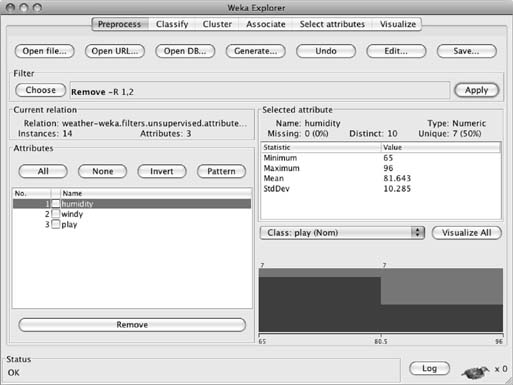 Weka Explorer
Preprocess Classify Cluster Associate Select attributes Visualize
Open file... Open URL... Open DB... Generate... Undo Edit... Save...
Filter
Choose Remove -R 1,2 Apply
Current relation
Relation: weather-weka.filters.unsupervised.attribute...
Instances: 14 Attributes: 3
Attributes
All None Invert Pattern
No. Name
1 humidity
2 windy
3 play
Remove
Selected attribute
Name: humidity Type: Numeric
Missing: 0 (0%) Distinct: 10 Unique: 7 (50%)
Statistic Value
Minimum 65
Maximum 96
Mean 81.643
StdDev 10.285
Class: play (Nom) Visualize All
7 7
65 80.5 96
Status
OK
Log x 0